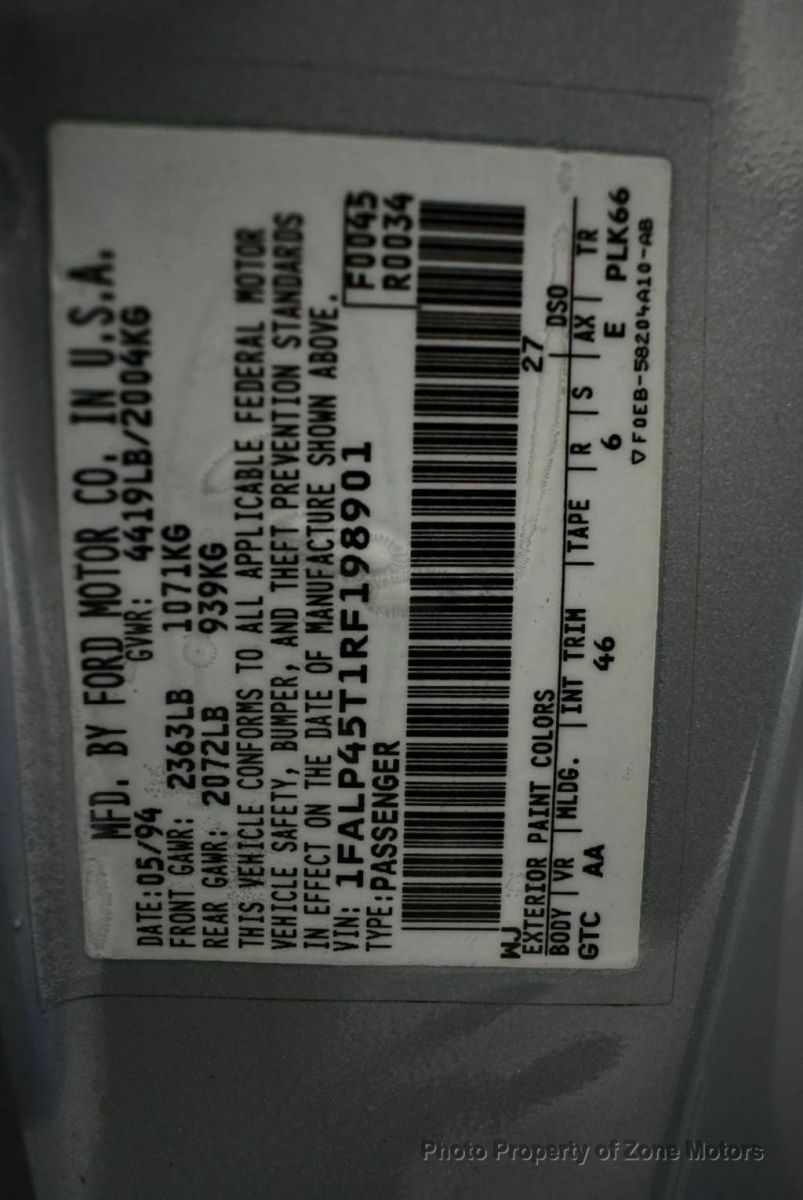 MFD. BY FORD MOTOR CO. IN U.S.A.
DATE: 05/94 GVWR: 4419LB/2004KG
FRONT GAWR: 2363LB 1071KG
REAR GAWR: 2072LB 939KG
THIS VEHICLE CONFORMS TO ALL APPLICABLE FEDERAL MOTOR
VEHICLE SAFETY, BUMPER, AND THEFT PREVENTION STANDARDS
IN EFFECT ON THE DATE OF MANUFACTURE SHOWN ABOVE.
VIN: 1FALP45T1RF198901 F0045
TYPE: PASSENGER R0034
WJ 27
EXTERIOR PAINT COLORS DSO
BODY VR MLDG. INT TRIM TAPE R S AX TR
GTC AA 46 6 E PLK66
▽ F0EB-58204A10-AB
Photo Property of Zone Motors